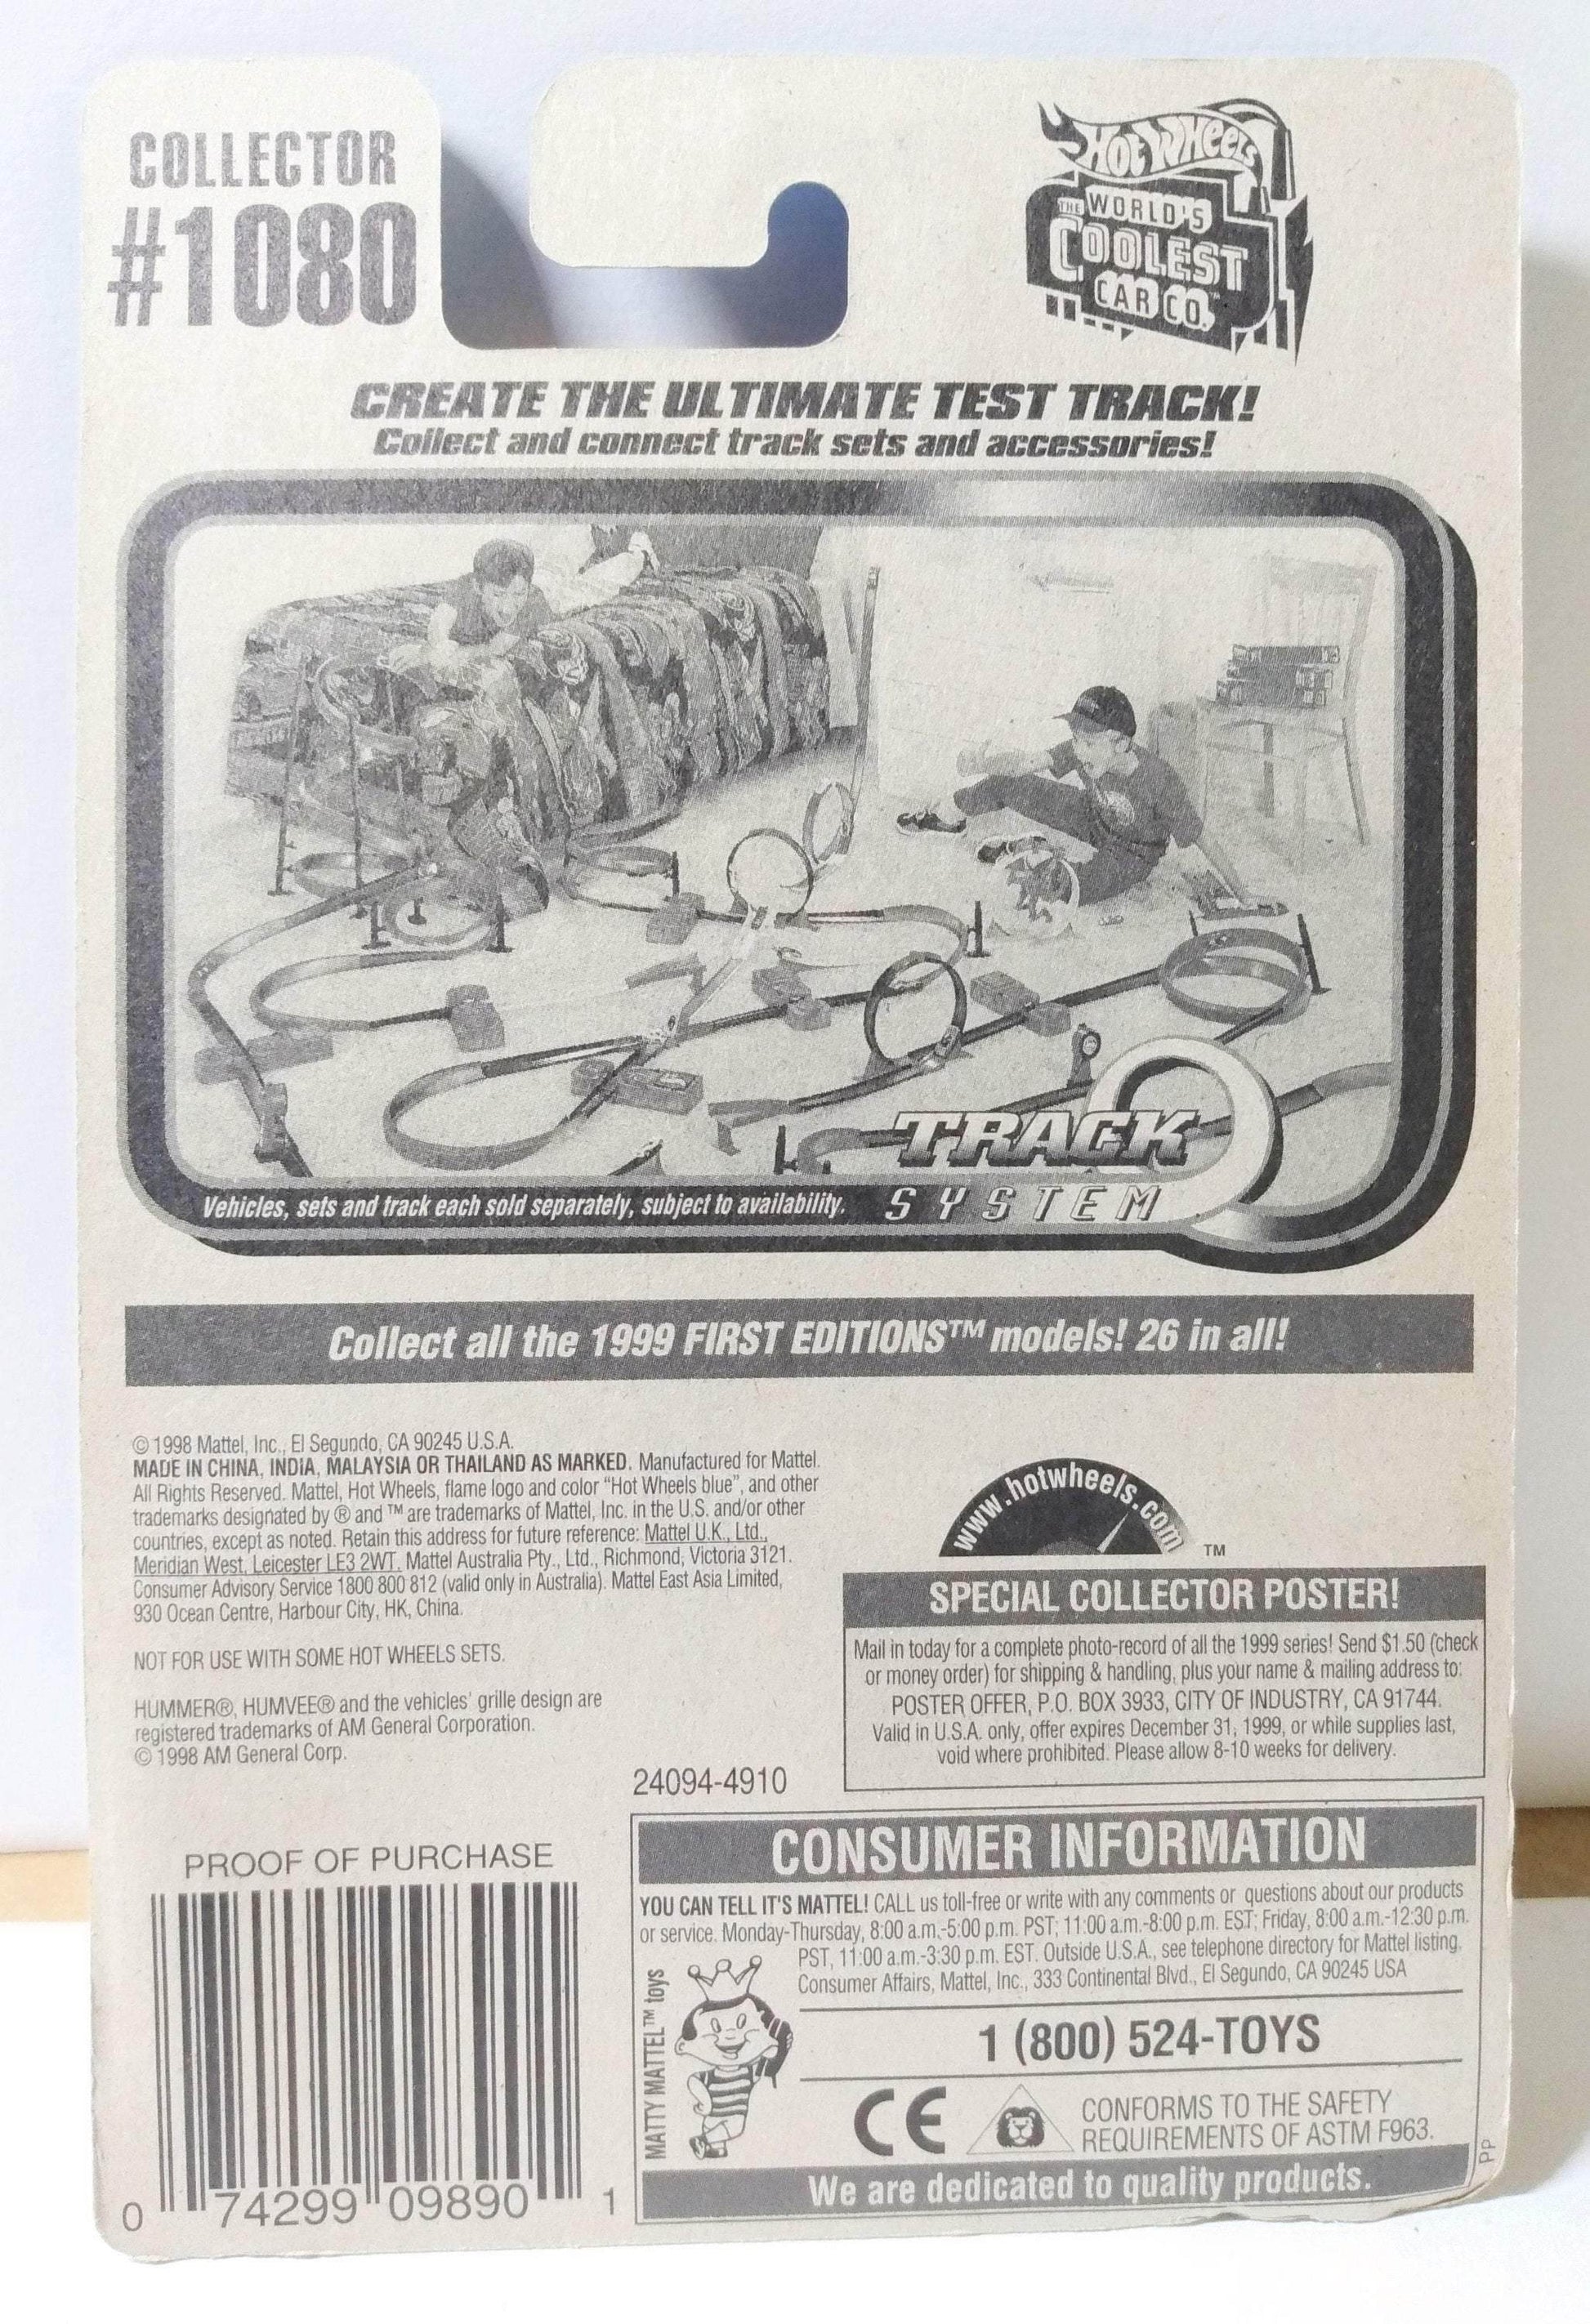 COLLECTOR
#1080
HOT WHEELS
THE WORLD'S
COOLEST
CAR CO.™
CREATE THE ULTIMATE TEST TRACK!
Collect and connect track sets and accessories!
TRACK
SYSTEM
Vehicles, sets and track each sold separately, subject to availability.
Collect all the 1999 FIRST EDITIONS™ models! 26 in all!
© 1998 Mattel, Inc., El Segundo, CA 90245 U.S.A.
MADE IN CHINA, INDIA, MALAYSIA OR THAILAND AS MARKED. Manufactured for Mattel.
All Rights Reserved. Mattel, Hot Wheels, flame logo and color "Hot Wheels blue", and other
trademarks designated by ® and ™ are trademarks of Mattel, Inc. in the U.S. and/or other
countries, except as noted. Retain this address for future reference: Mattel U.K., Ltd.,
Meridian West, Leicester LE3 2WT. Mattel Australia Pty., Ltd., Richmond, Victoria 3121.
Consumer Advisory Service 1800 800 812 (valid only in Australia). Mattel East Asia Limited,
930 Ocean Centre, Harbour City, HK, China.
NOT FOR USE WITH SOME HOT WHEELS SETS.
HUMMER®, HUMVEE® and the vehicles' grille design are
registered trademarks of AM General Corporation.
© 1998 AM General Corp.
24094-4910
www.hotwheels.com
TM
SPECIAL COLLECTOR POSTER!
Mail in today for a complete photo-record of all the 1999 series! Send $1.50 (check
or money order) for shipping & handling, plus your name & mailing address to:
POSTER OFFER, P.O. BOX 3933, CITY OF INDUSTRY, CA 91744.
Valid in U.S.A. only, offer expires December 31, 1999, or while supplies last,
void where prohibited. Please allow 8-10 weeks for delivery.
PROOF OF PURCHASE
0 74299 09890 1
CONSUMER INFORMATION
YOU CAN TELL IT'S MATTEL! CALL us toll-free or write with any comments or questions about our products
or service. Monday-Thursday, 8:00 a.m.-5:00 p.m. PST; 11:00 a.m.-8:00 p.m. EST; Friday, 8:00 a.m.-12:30 p.m.
PST, 11:00 a.m.-3:30 p.m. EST. Outside U.S.A., see telephone directory for Mattel listing.
Consumer Affairs, Mattel, Inc., 333 Continental Blvd., El Segundo, CA 90245 USA
MATTY MATTEL™ toys
1 (800) 524-TOYS
CE
CONFORMS TO THE SAFETY
REQUIREMENTS OF ASTM F963.
We are dedicated to quality products.
PP